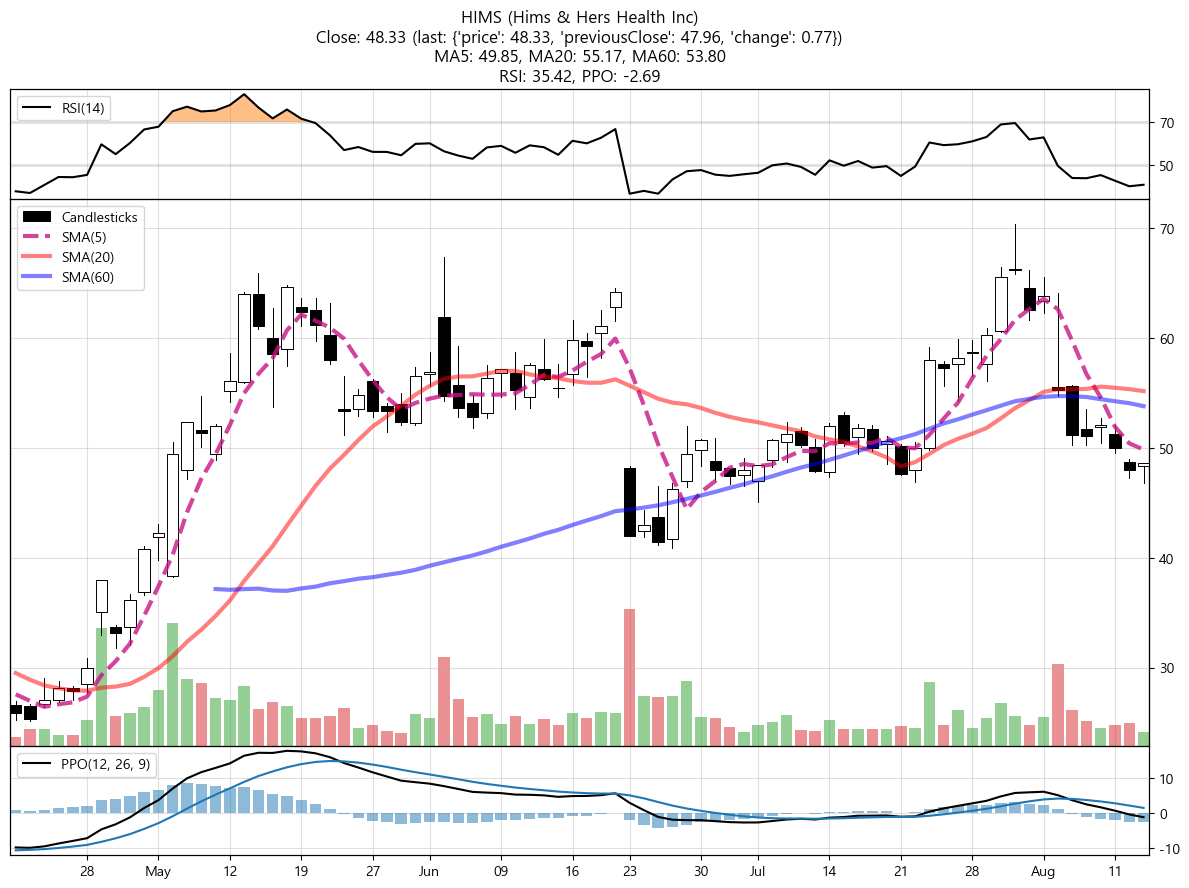 HIMS (Hims & Hers Health Inc)
Close: 48.33 (last: {'price': 48.33, 'previousClose': 47.96, 'change': 0.77})
MA5: 49.85, MA20: 55.17, MA60: 53.80
RSI: 35.42, PPO: -2.69
RSI(14)
70
50
Candlesticks
SMA(5)
SMA(20)
SMA(60)
70
60
50
40
30
PPO(12, 26, 9)
10
0
-10
28 May 12 19 27 Jun 09 16 23 30 Jul 14 21 28 Aug 11